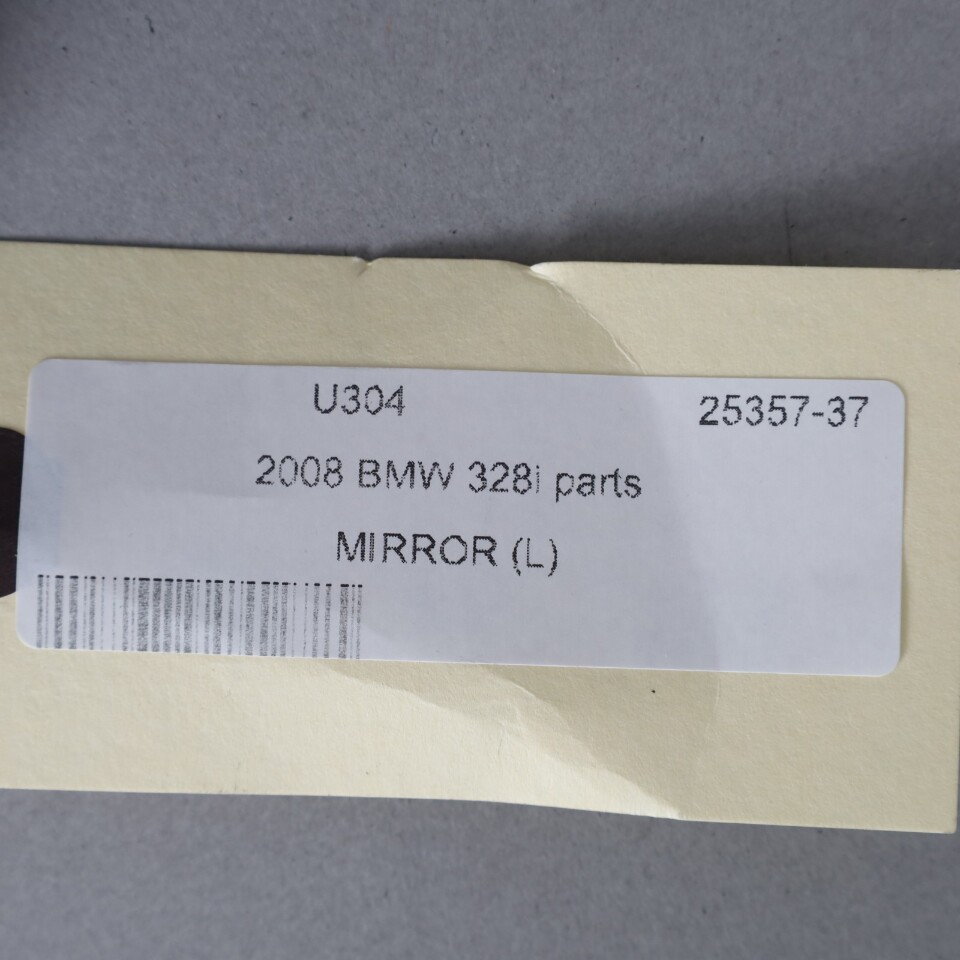 U304 25357-37
2008 BMW 328i parts
MIRROR (L)